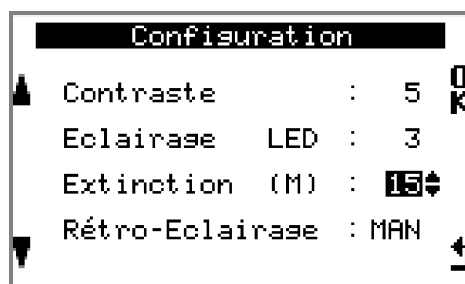 Configuration
Contraste : 5
OK
Eclairage LED : 3
Extinction (M) : 15
Rétro-Eclairage : MAN